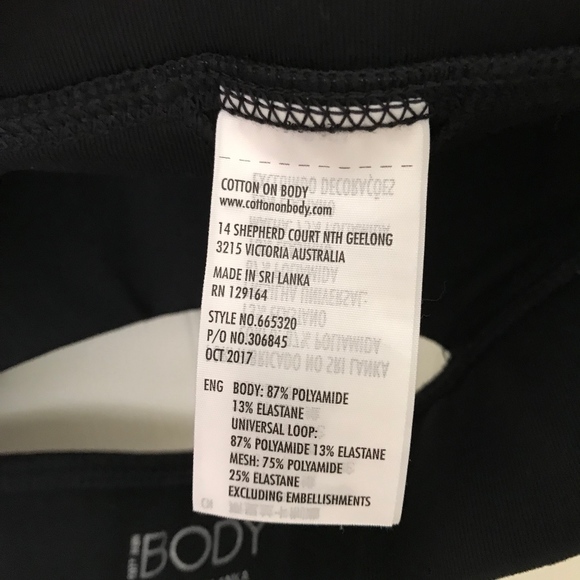 COTTON ON BODY
www.cottononbody.com
14 SHEPHERD COURT NTH GEELONG
3215 VICTORIA AUSTRALIA
MADE IN SRI LANKA
RN 129164
STYLE NO.665320
P/O NO.306845
OCT 2017
ENG BODY: 87% POLYAMIDE
13% ELASTANE
UNIVERSAL LOOP:
87% POLYAMIDE 13% ELASTANE
MESH: 75% POLYAMIDE
25% ELASTANE
EXCLUDING EMBELLISHMENTS
BODY